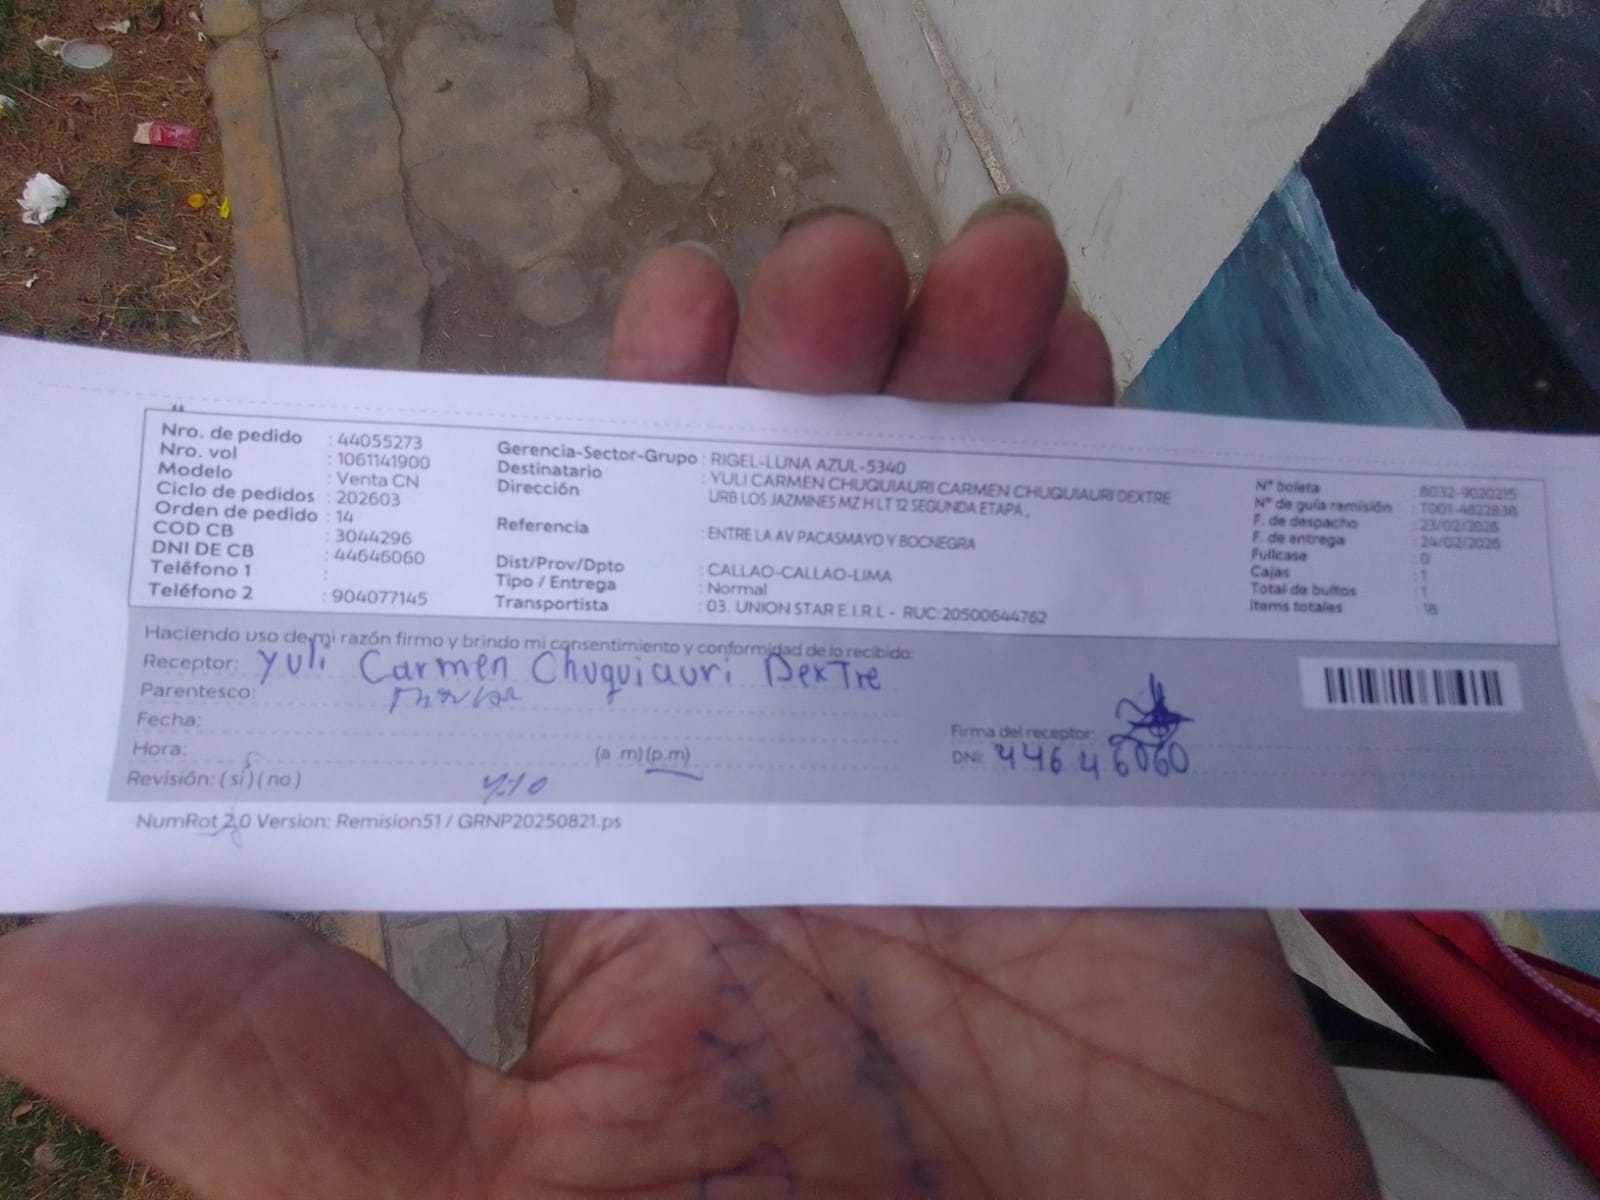 Nro. de pedido : 44055273
Nro. vol : 1061141900
Modelo : Venta CN
Ciclo de pedidos : 202603
Orden de pedido : 14
COD CB : 3044296
DNI DE CB : 44646060
Teléfono 1 :
Teléfono 2 : 904077145
Gerencia-Sector-Grupo : RIGEL-LUNA AZUL-5340
Destinatario : YULI CARMEN CHUQUIAURI CARMEN CHUQUIAURI DEXTRE
Dirección URB LOS JAZMINES MZ H LT 12 SEGUNDA ETAPA,
Referencia : ENTRE LA AV PACASMAYO Y BOCNEGRA
Dist/Prov/Dpto : CALLAO-CALLAO-LIMA
Tipo / Entrega : Normal
Transportista : 03. UNION STAR E.I.R.L - RUC:20500644762
N° boleta : B032-9020215
N° de guía remisión : T001-4822838
F. de despacho : 23/02/2026
F. de entrega : 24/02/2026
Fullcase : 0
Cajas : 1
Total de bultos : 1
Items totales : 18
Haciendo uso de mi razón firmo y brindo mi consentimiento y conformidad de lo recibido:
Receptor: Yuli Carmen Chuquiauri Dextre
Parentesco:
Fecha:
Hora: (a m)(p.m)
Revisión: (si)(no)
Firma del receptor:
DNI: 44646060
NumRot 2.0 Version: Remision51 / GRNP20250821.ps